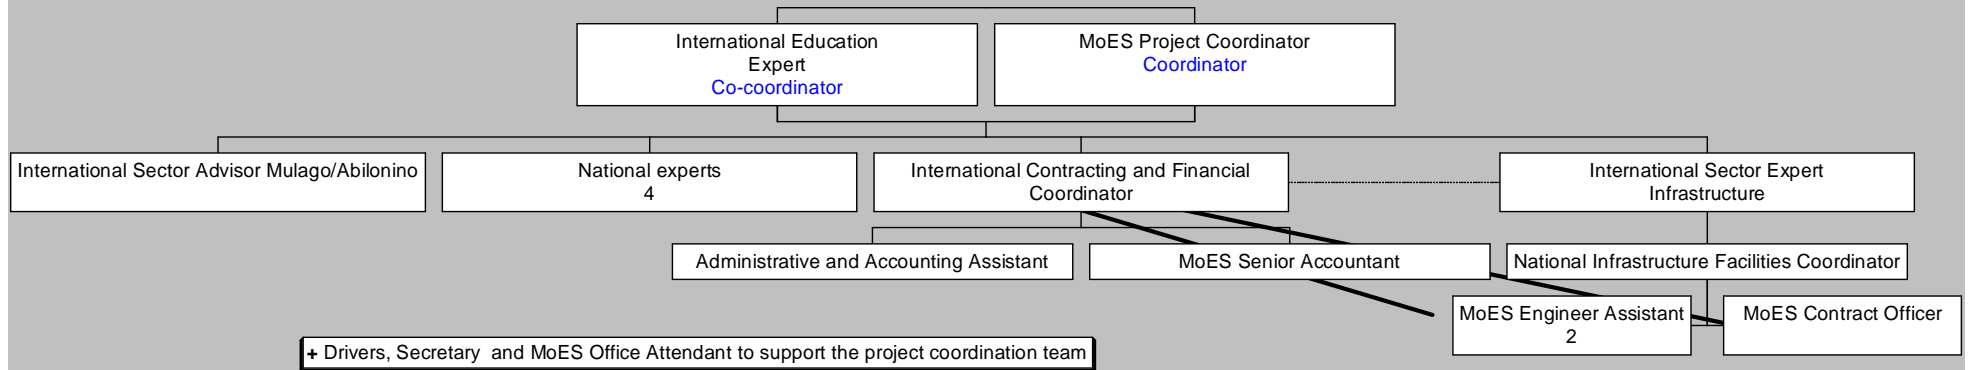 International Education
Expert
Co-coordinator
MoES Project Coordinator
Coordinator
International Sector Advisor Mulago/Abilonino
National experts
4
International Contracting and Financial
Coordinator
International Sector Expert
Infrastructure
Administrative and Accounting Assistant
MoES Senior Accountant
National Infrastructure Facilities Coordinator
MoES Engineer Assistant
2
MoES Contract Officer
+ Drivers, Secretary and MoES Office Attendant to support the project coordination team